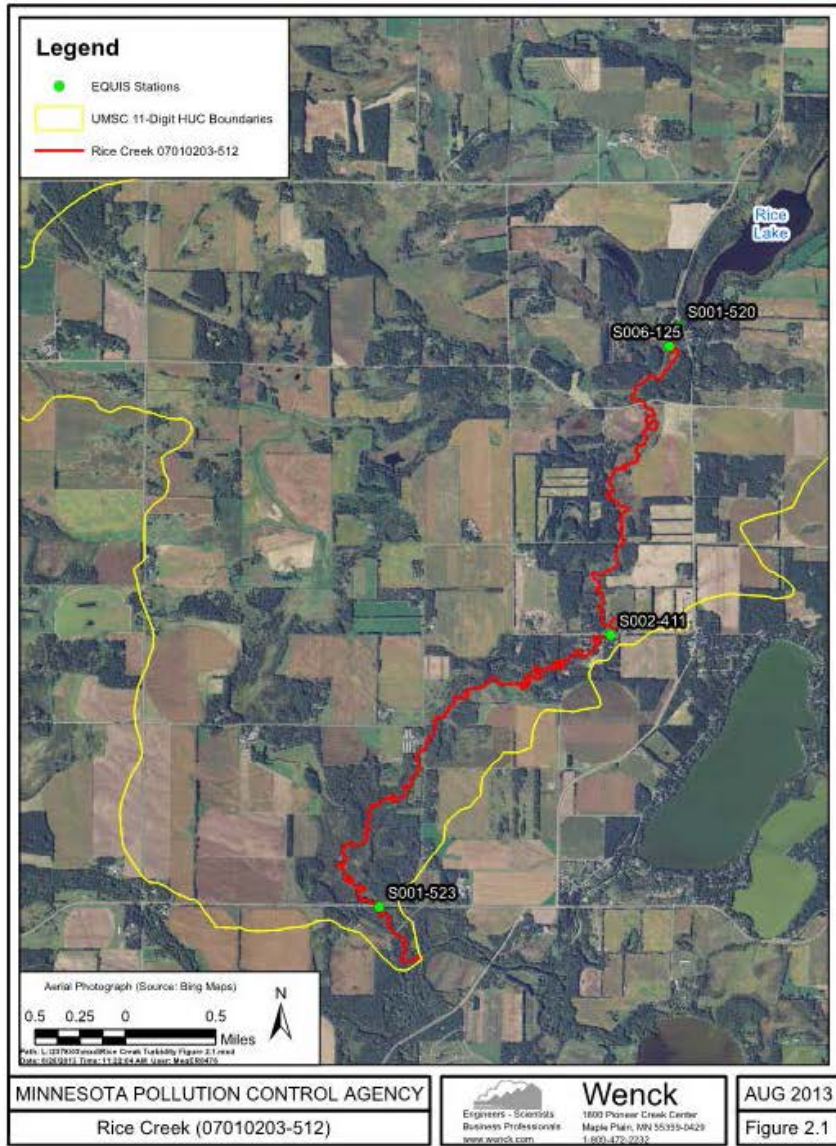 Legend
EQUIS Stations
UMSC 11-Digit HUC Boundaries
Rice Creek 07010203-512
Rice
Lake
S001-520
S006-125
S002-411
S001-523
Aerial Photograph (Source: Bing Maps)
N
0.5 0.25 0 0.5
Miles
MINNESOTA POLLUTION CONTROL AGENCY
Rice Creek (07010203-512)
Engineers - Scientists
Business Professionals
www.wenck.com
Wenck
1800 Pioneer Creek Center
Maple Plain, MN 55359-0429
1-800-472-2232
AUG 2013
Figure 2.1